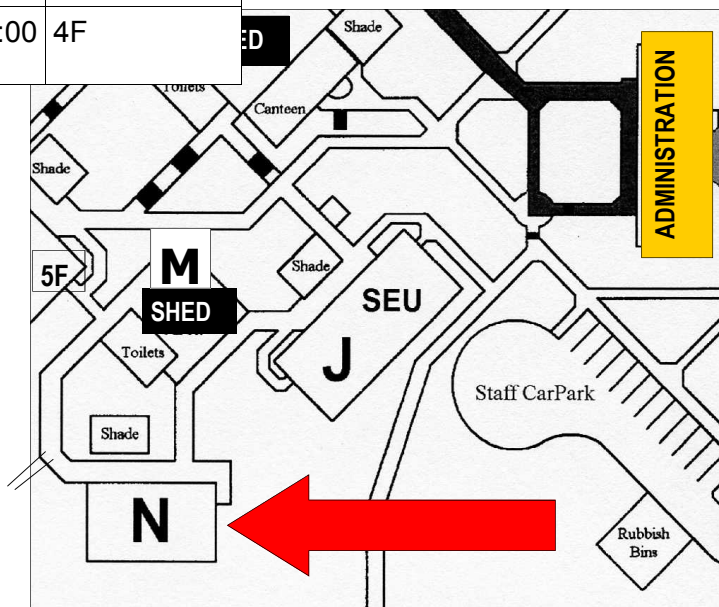 :00 4F
ED
Shade
Toilets
Canteen
ADMINISTRATION
Shade
5F
M
SHED
Shade
SEU
J
Toilets
Staff CarPark
Shade
N
Rubbish
Bins